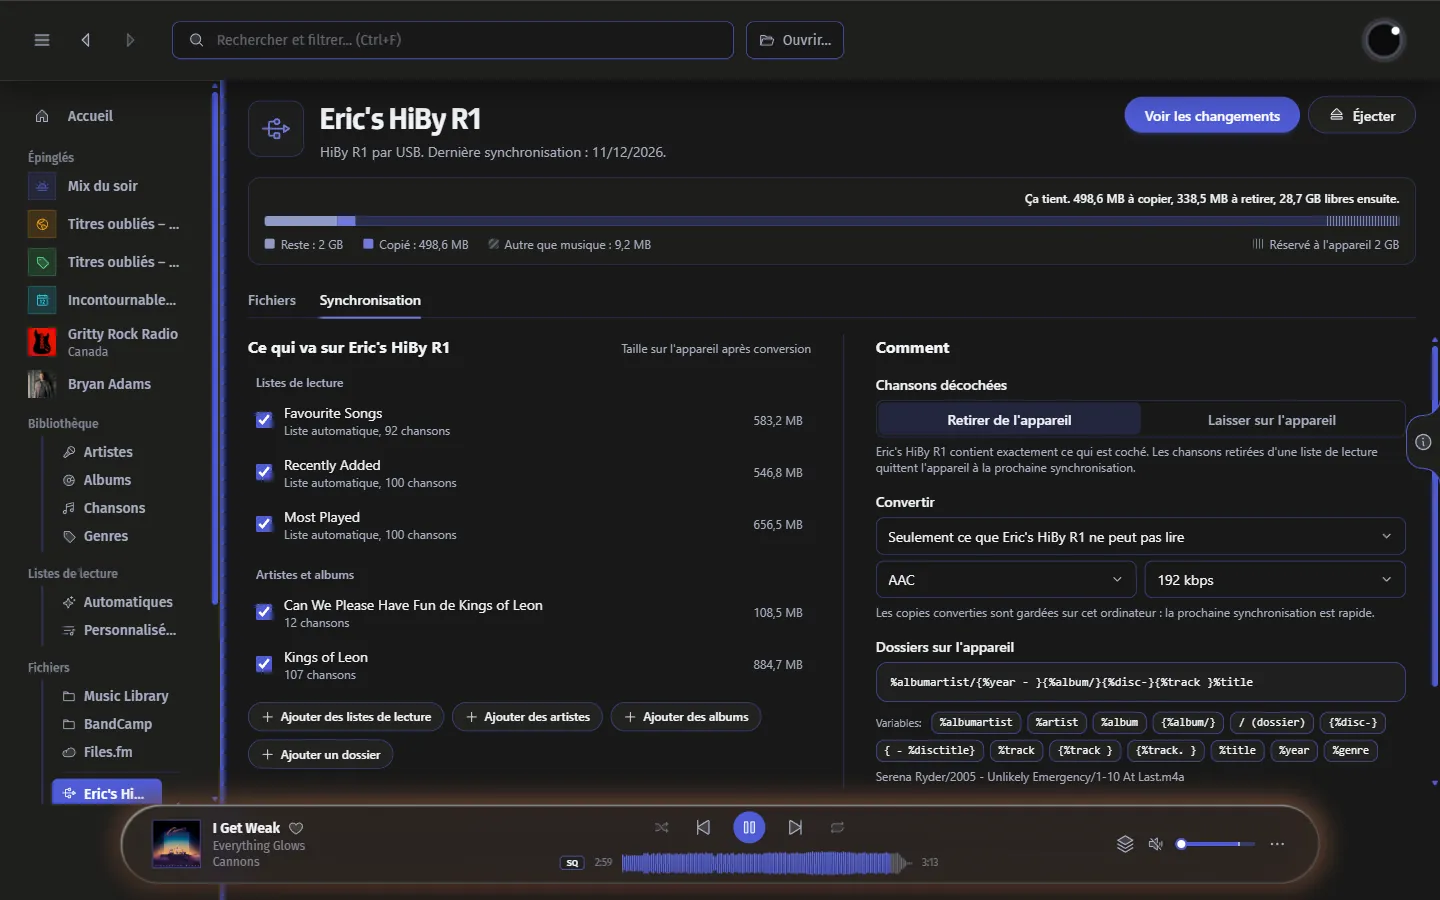 Rechercher et filtrer... (Ctrl+F)
Ouvrir...
Accueil
Épinglés
Mix du soir
Titres oubliés – ...
Titres oubliés – ...
Incontournable...
Gritty Rock Radio
Canada
Bryan Adams
Bibliothèque
Artistes
Albums
Chansons
Genres
Listes de lecture
Automatiques
Personnalisé...
Fichiers
Music Library
BandCamp
Files.fm
Eric's Hi...
Eric's HiBy R1
HiBy R1 par USB. Dernière synchronisation : 11/12/2026.
Voir les changements
Éjecter
Ça tient. 498,6 MB à copier, 338,5 MB à retirer, 28,7 GB libres ensuite.
Reste : 2 GB
Copié : 498,6 MB
Autre que musique : 9,2 MB
Réservé à l'appareil 2 GB
Fichiers
Synchronisation
Ce qui va sur Eric's HiBy R1
Taille sur l'appareil après conversion
Listes de lecture
Favourite Songs
Liste automatique, 92 chansons
583,2 MB
Recently Added
Liste automatique, 100 chansons
546,8 MB
Most Played
Liste automatique, 100 chansons
656,5 MB
Artistes et albums
Can We Please Have Fun de Kings of Leon
12 chansons
108,5 MB
Kings of Leon
107 chansons
884,7 MB
Ajouter des listes de lecture
Ajouter des artistes
Ajouter des albums
Ajouter un dossier
Comment
Chansons décochées
Retirer de l'appareil
Laisser sur l'appareil
Eric's HiBy R1 contient exactement ce qui est coché. Les chansons retirées d'une liste de lecture
quittent l'appareil à la prochaine synchronisation.
Convertir
Seulement ce que Eric's HiBy R1 ne peut pas lire
AAC
192 kbps
Les copies converties sont gardées sur cet ordinateur : la prochaine synchronisation est rapide.
Dossiers sur l'appareil
%albumartist/{%year - }{%album/}{%disc-}{%track }%title
Variables: %albumartist %artist %album {%album/} / (dossier) {%disc-}
{ - %disctitle} %track {%track } {%track. } %title %year %genre
Serena Ryder/2005 - Unlikely Emergency/1-10 At Last.m4a
I Get Weak
Everything Glows
Cannons
SQ
2:59
3:13